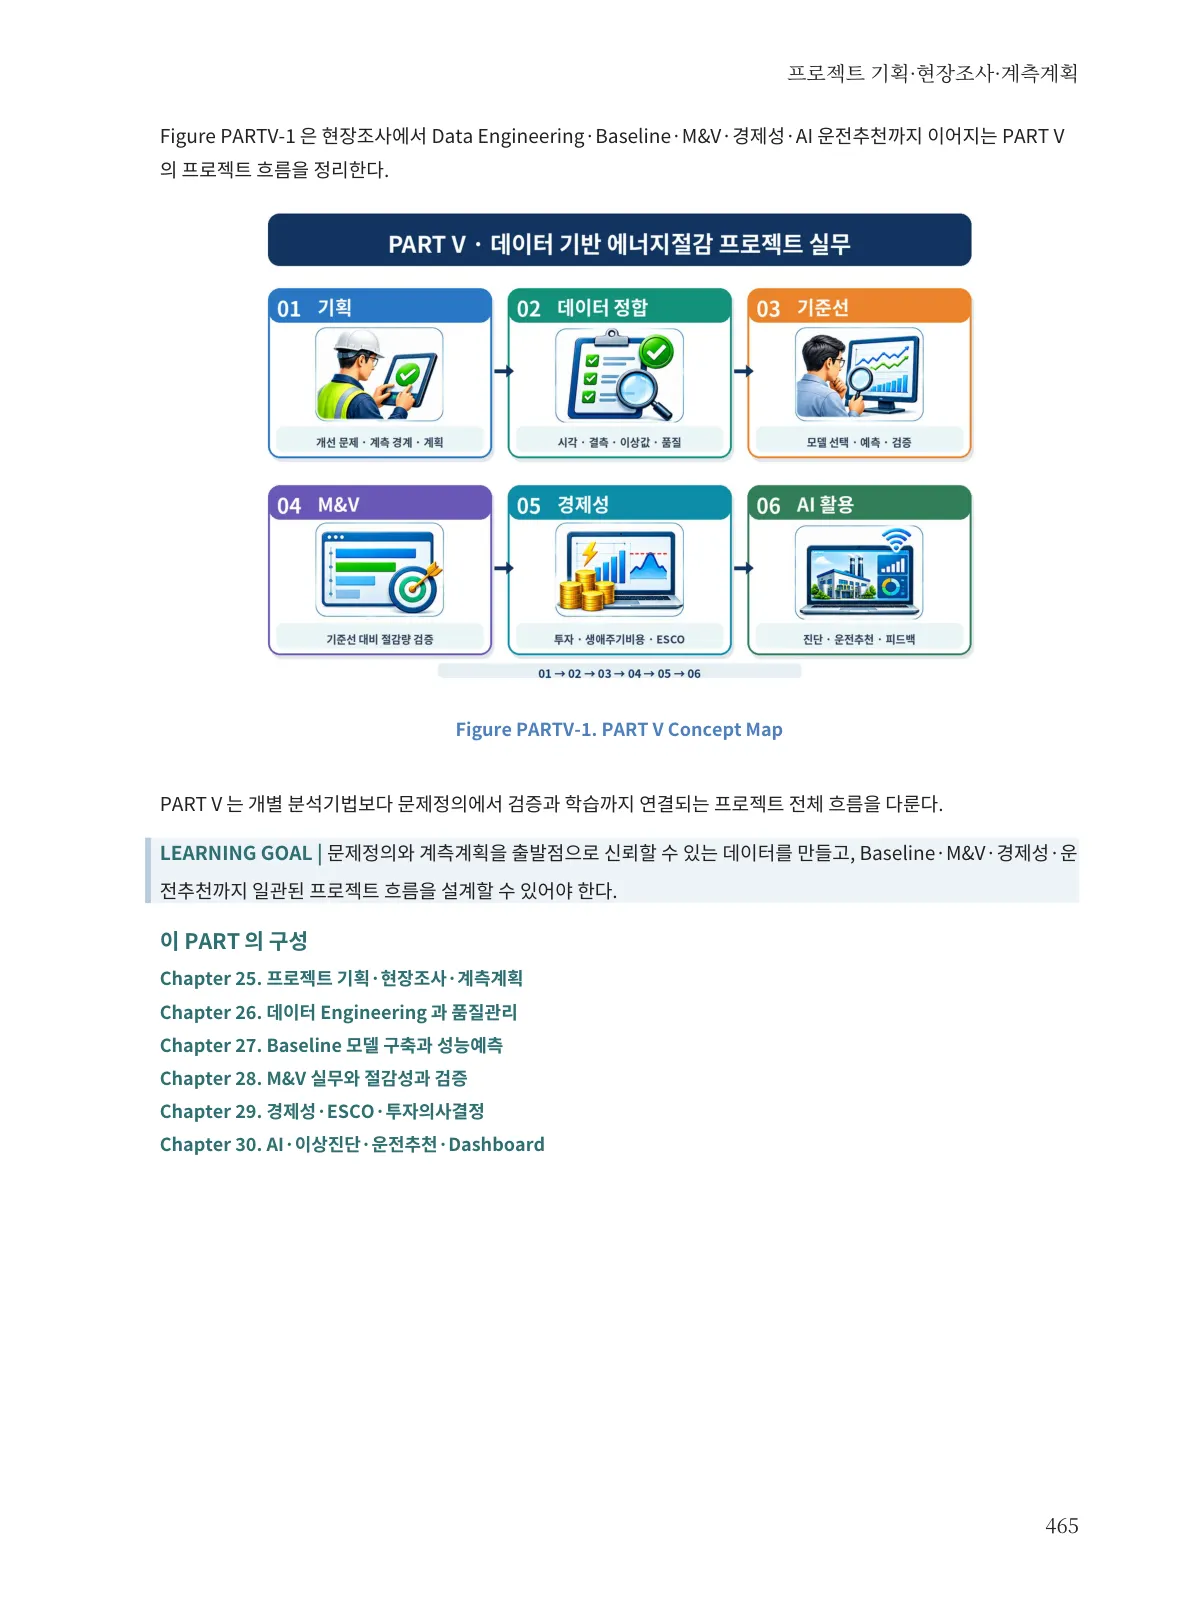 프로젝트 기획·현장조사·계측계획
Figure PARTV-1 은 현장조사에서 Data Engineering·Baseline·M&V·경제성·AI 운전추천까지 이어지는 PART V
의 프로젝트 흐름을 정리한다.
PART V · 데이터 기반 에너지절감 프로젝트 실무
01 기획
02 데이터 정합
03 기준선
개선 문제 · 계측 경계 · 계획
시각 · 결측 · 이상값 · 품질
모델 선택 · 예측 · 검증
04 M&V
05 경제성
06 AI 활용
기준선 대비 절감량 검증
투자 · 생애주기비용 · ESCO
진단 · 운전추천 · 피드백
01 → 02 → 03 → 04 → 05 → 06
Figure PARTV-1. PART V Concept Map
PART V 는 개별 분석기법보다 문제정의에서 검증과 학습까지 연결되는 프로젝트 전체 흐름을 다룬다.
LEARNING GOAL | 문제정의와 계측계획을 출발점으로 신뢰할 수 있는 데이터를 만들고, Baseline·M&V·경제성·운
전추천까지 일관된 프로젝트 흐름을 설계할 수 있어야 한다.
이 PART 의 구성
Chapter 25. 프로젝트 기획·현장조사·계측계획
Chapter 26. 데이터 Engineering 과 품질관리
Chapter 27. Baseline 모델 구축과 성능예측
Chapter 28. M&V 실무와 절감성과 검증
Chapter 29. 경제성·ESCO·투자의사결정
Chapter 30. AI·이상진단·운전추천·Dashboard
465